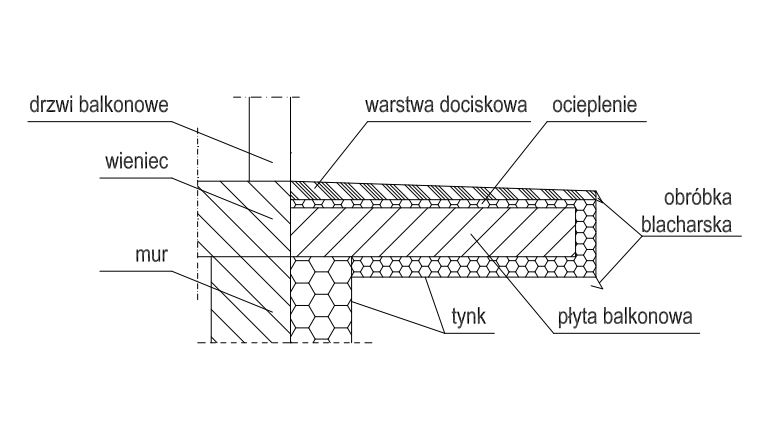 drzwi balkonowe
warstwa dociskowa
ocieplenie
wieniec
obróbka
blacharska
mur
tynk
płyta balkonowa